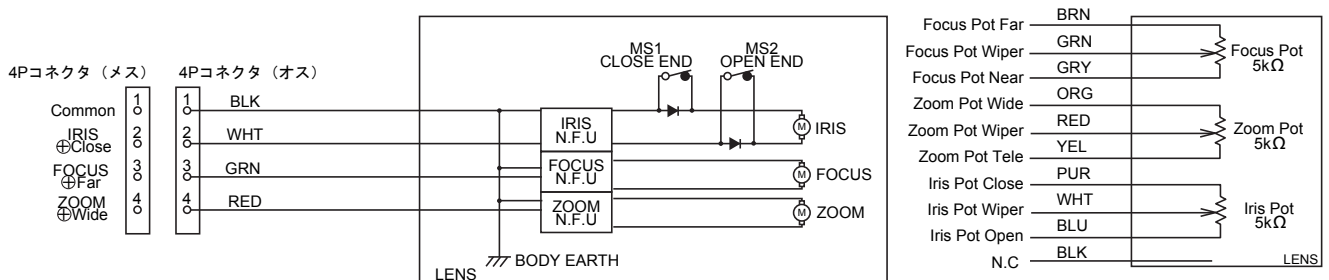 4Pコネクタ（メス）
4Pコネクタ（オス）
Common
IRIS
⊕Close
FOCUS
⊕Far
ZOOM
⊕Wide
1
2
3
4
1
2
3
4
BLK
WHT
GRN
RED
MS1
CLOSE END
MS2
OPEN END
IRIS
N.F.U
FOCUS
N.F.U
ZOOM
N.F.U
M
IRIS
M
FOCUS
M
ZOOM
BODY EARTH
LENS
Focus Pot Far
BRN
Focus Pot Wiper
GRN
Focus Pot Near
GRY
Zoom Pot Wide
ORG
Zoom Pot Wiper
RED
Zoom Pot Tele
YEL
Iris Pot Close
PUR
Iris Pot Wiper
WHT
Iris Pot Open
BLU
N.C
BLK
Focus Pot
5kΩ
Zoom Pot
5kΩ
Iris Pot
5kΩ
LENS